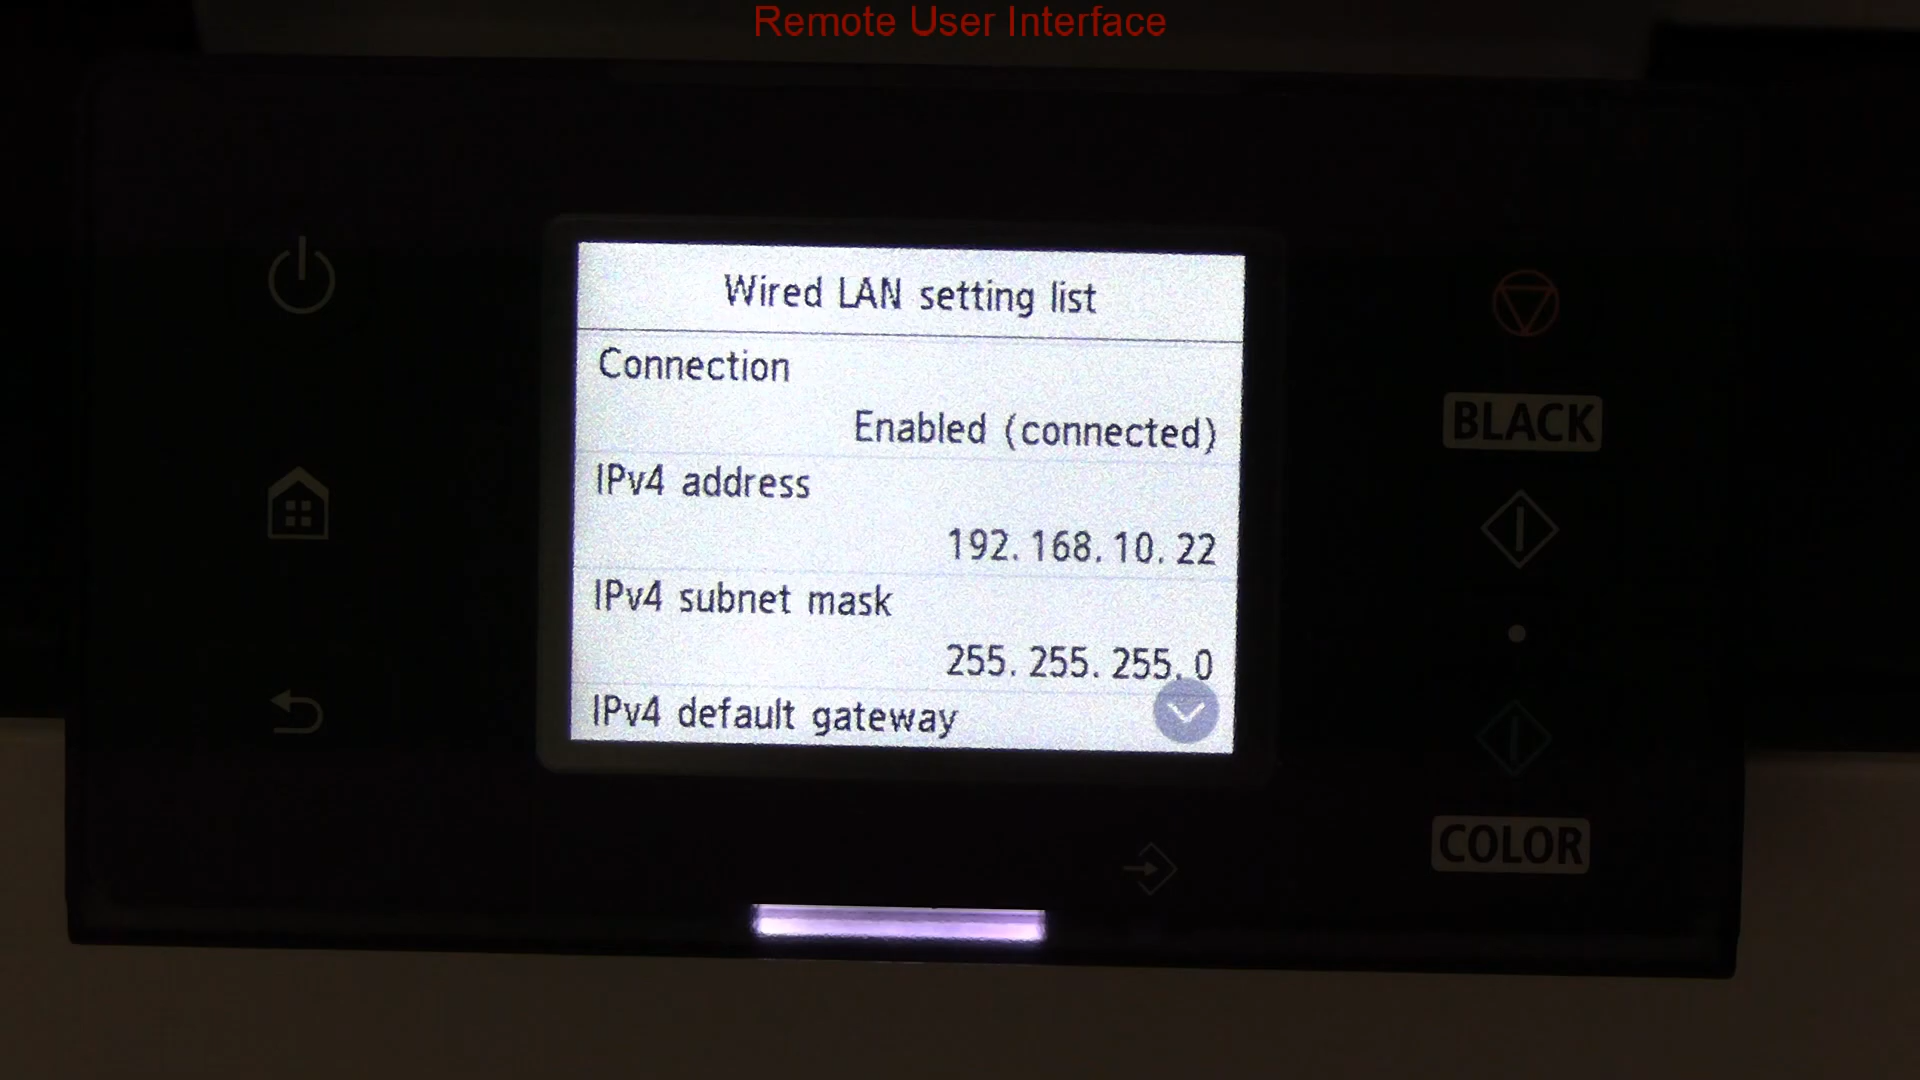 Remote User Interface
Wired LAN setting list
Connection
Enabled (connected)
IPv4 address
192.168.10.22
IPv4 subnet mask
255.255.255.0
IPv4 default gateway
BLACK
COLOR